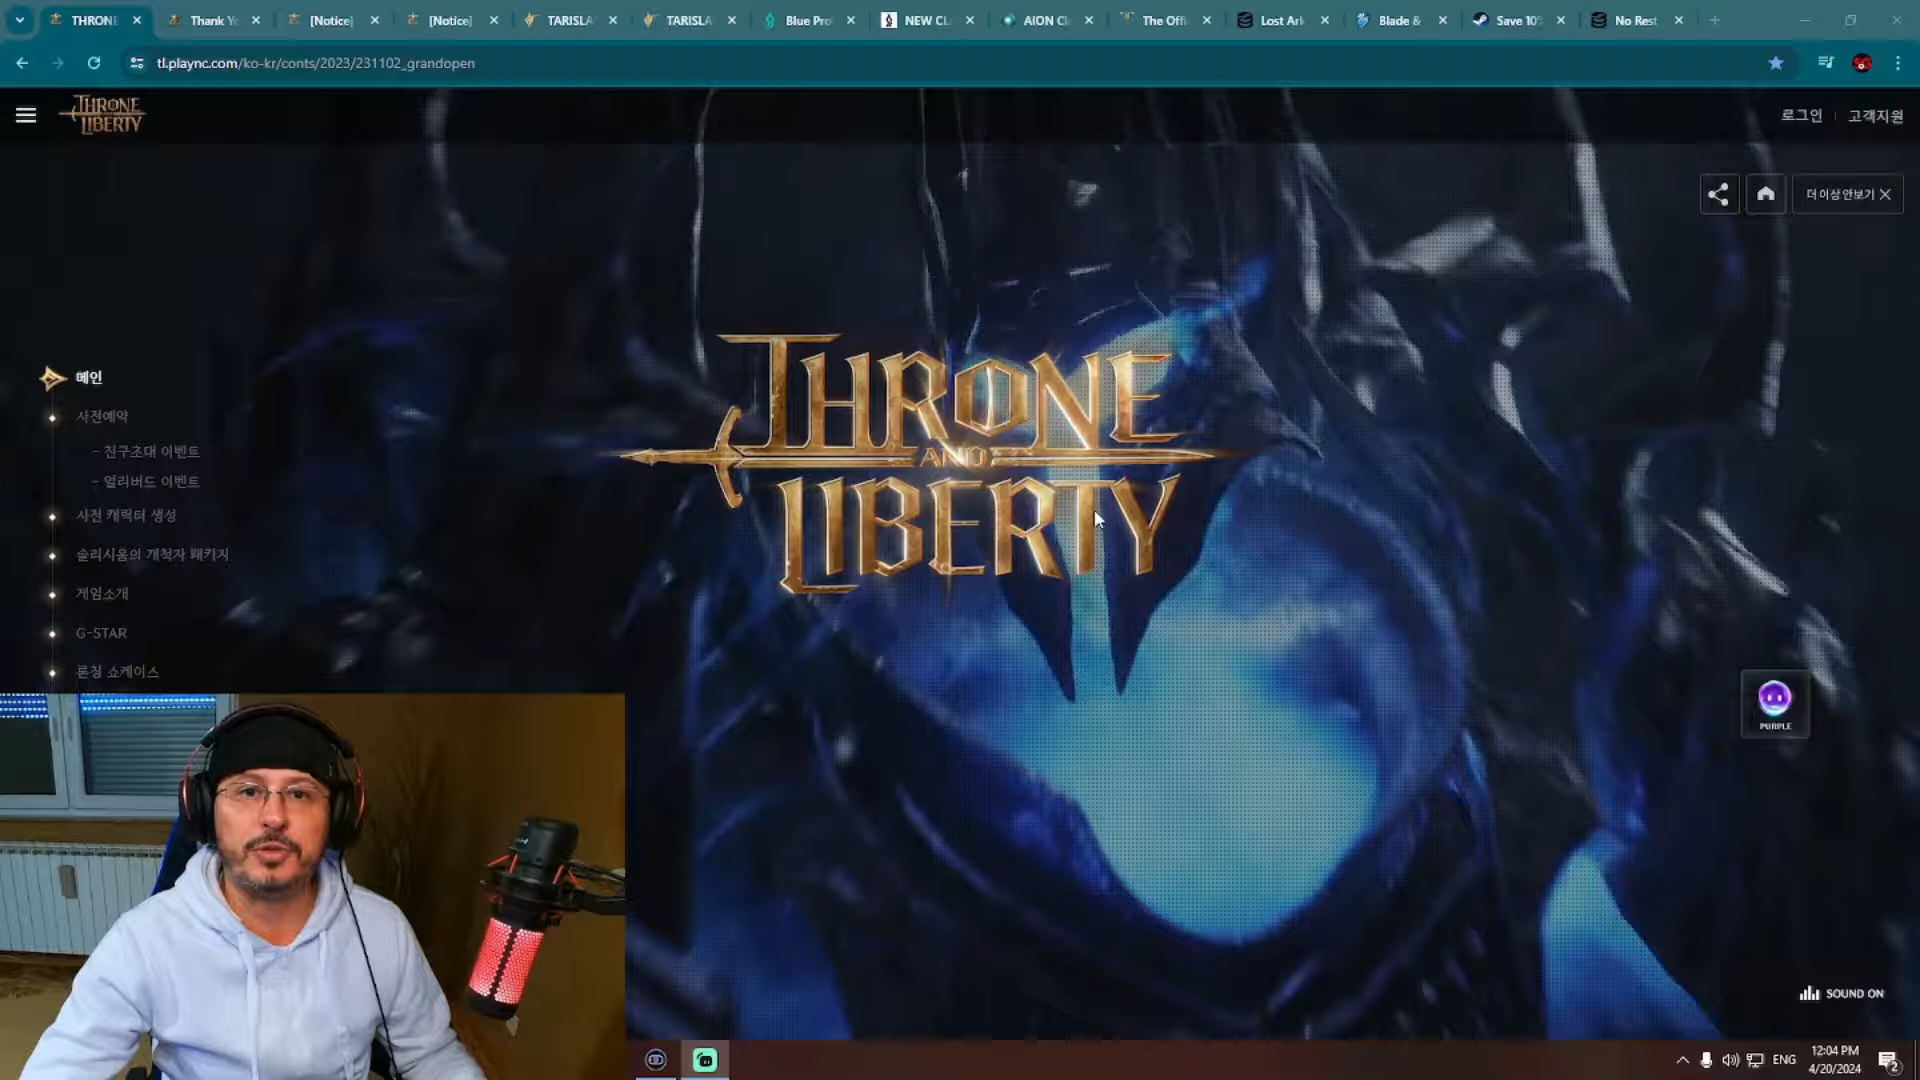 THRONE
Thank Y
[Notice]
[Notice]
TARISLA
TARISLA
Blue Pro
NEW CL
AION Cl
The Offi
Lost Ark
Blade &
Save 10
No Rest
tl.plaync.com/ko-kr/conts/2023/231102_grandopen
THRONE
AND
LIBERTY
로그인
고객지원
더 이상 안보기
메인
사전예약
- 친구초대 이벤트
- 얼리버드 이벤트
사전 캐릭터 생성
솔리시움의 개척자 패키지
게임소개
G-STAR
론칭 쇼케이스
THRONE
AND
LIBERTY
PURPLE
SOUND ON
ENG
12:04 PM
4/20/2024
2